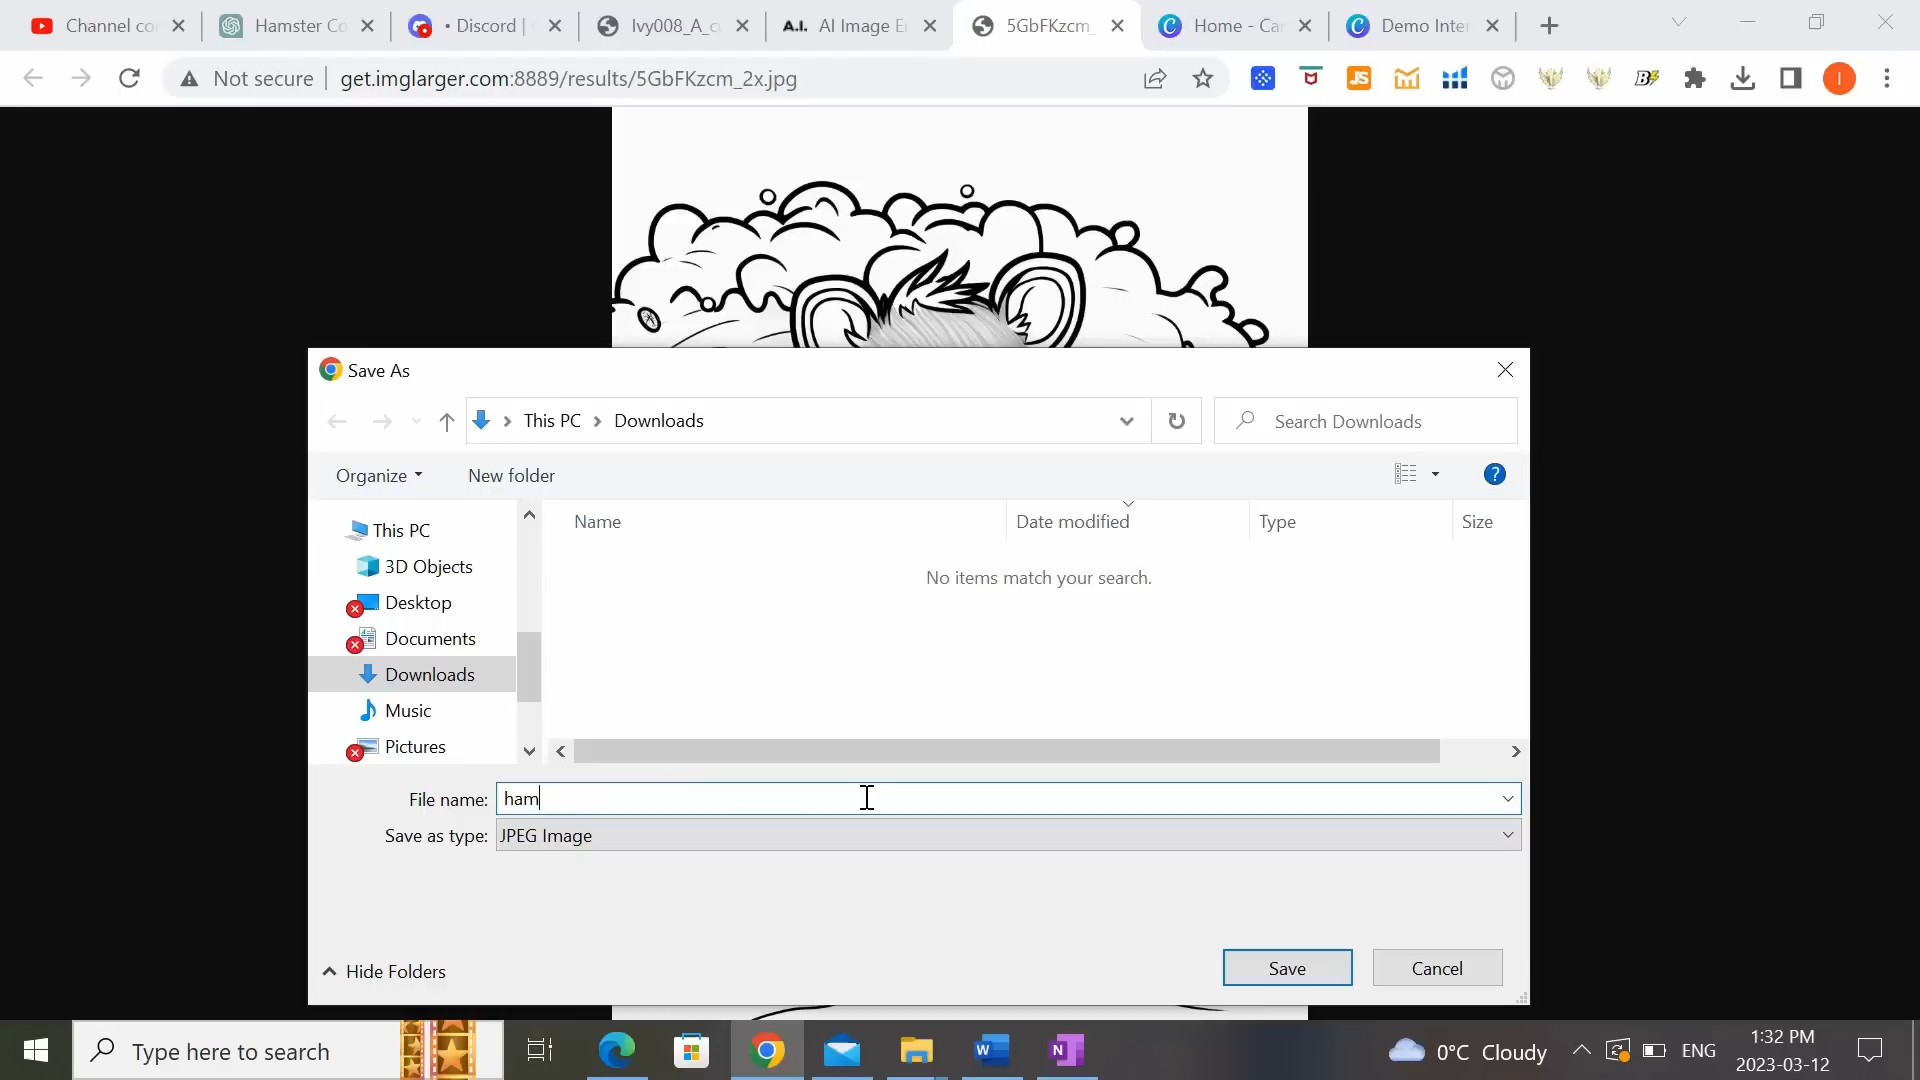 Channel co
Hamster Co
• Discord |
Ivy008_A_c
A.I. AI Image E
5GbFKzcm_
Home - Ca
Demo Inte
Not secure
get.imglarger.com:8889/results/5GbFKzcm_2x.jpg
JS
I
Save As
This PC
Downloads
Search Downloads
Organize
New folder
?
Name
Date modified
Type
Size
This PC
3D Objects
Desktop
Documents
Downloads
Music
Pictures
No items match your search.
File name:
ham
Save as type:
JPEG Image
Hide Folders
Save
Cancel
Type here to search
W
N
0°C Cloudy
ENG
1:32 PM
2023-03-12